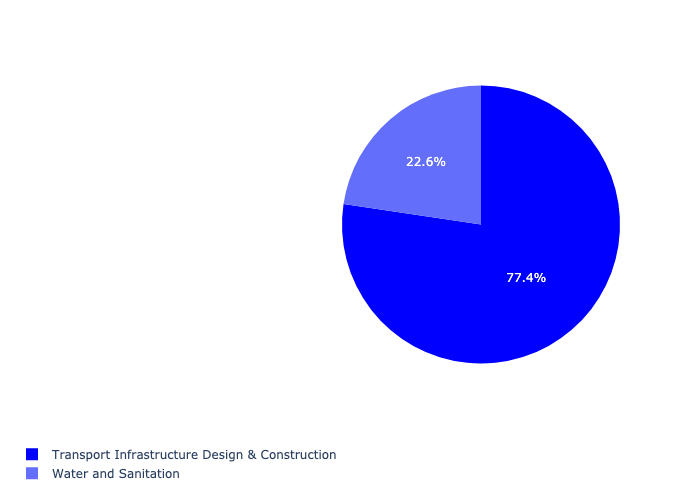 22.6%
77.4%
Transport Infrastructure Design & Construction
Water and Sanitation